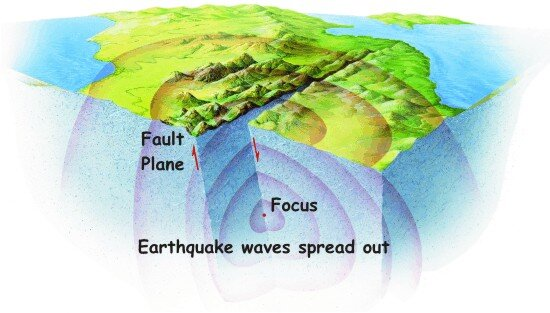 Fault
Plane
Focus
Earthquake waves spread out